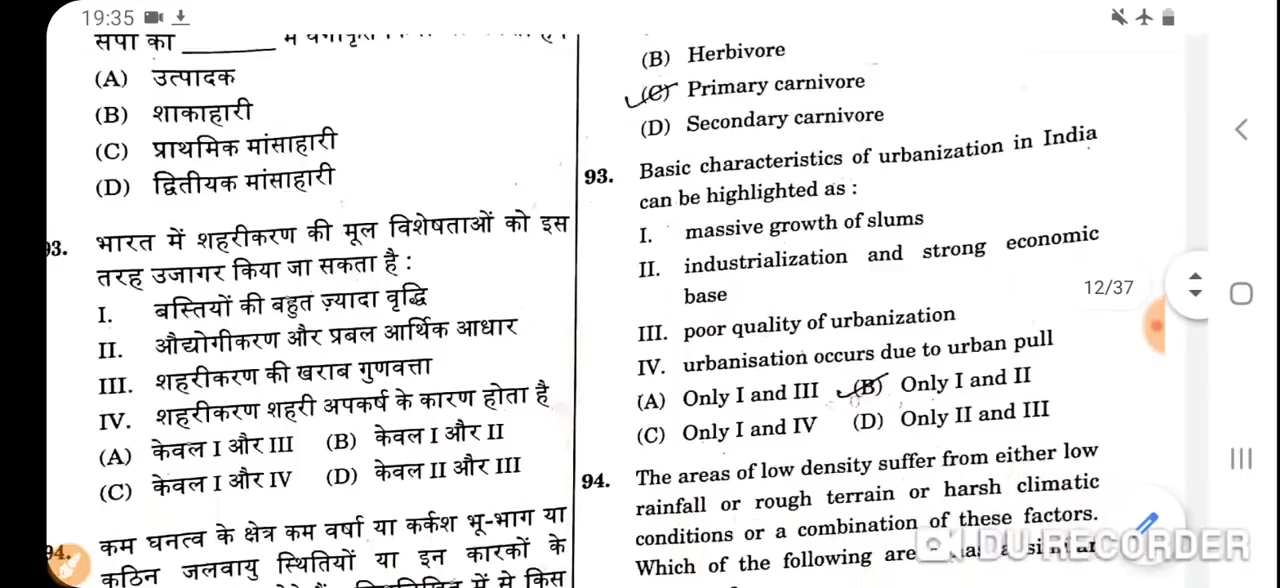 19:35
सर्पों का ________ में
(A) उत्पादक
(B) शाकाहारी
(C) प्राथमिक मांसाहारी
(D) द्वितीयक मांसाहारी
93. भारत में शहरीकरण की मूल विशेषताओं को इस
तरह उजागर किया जा सकता है :
I. बस्तियों की बहुत ज़्यादा वृद्धि
II. औद्योगीकरण और प्रबल आर्थिक आधार
III. शहरीकरण की खराब गुणवत्ता
IV. शहरीकरण शहरी अपकर्ष के कारण होता है
(A) केवल I और III (B) केवल I और II
(C) केवल I और IV (D) केवल II और III
94. कम घनत्व के क्षेत्र कम वर्षा या कर्कश भू-भाग या
कठिन जलवायु स्थितियों या इन कारकों के
(B) Herbivore
(C) Primary carnivore
(D) Secondary carnivore
93. Basic characteristics of urbanization in India
can be highlighted as :
I. massive growth of slums
II. industrialization and strong economic
base
III. poor quality of urbanization
IV. urbanisation occurs due to urban pull
(A) Only I and III (B) Only I and II
(C) Only I and IV (D) Only II and III
94. The areas of low density suffer from either low
rainfall or rough terrain or harsh climatic
conditions or a combination of these factors.
Which of the following
12/37
DU RECORDER